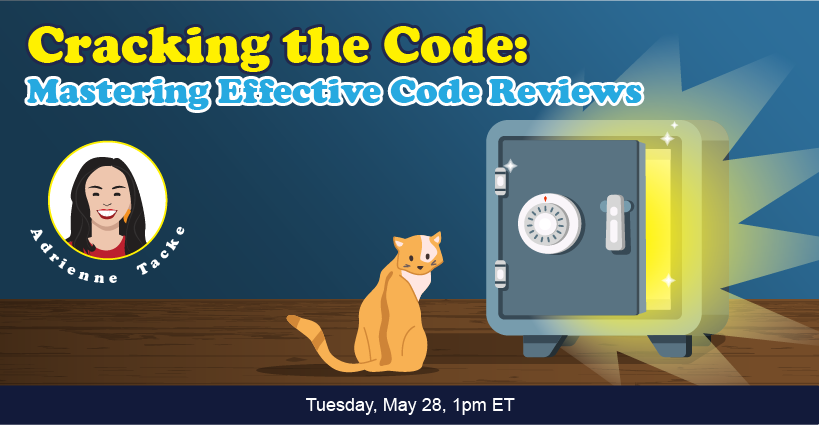 Cracking the Code:
Mastering Effective Code Reviews
Adrienne Tacke
Tuesday, May 28, 1pm ET